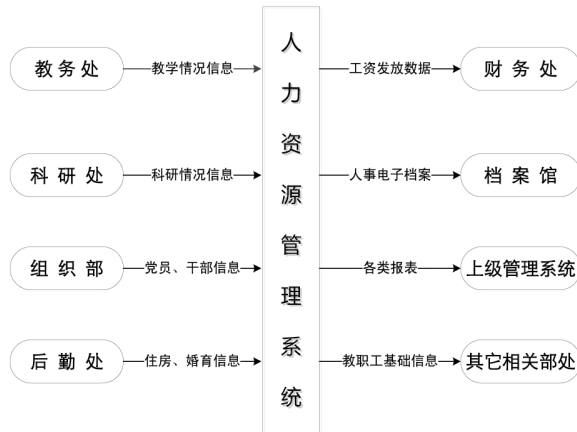 教务处
教学情况信息
科研处
科研情况信息
组织部
党员、干部信息
后勤处
住房、婚育信息
人力资源管理系统
工资发放数据
财务处
人事电子档案
档案馆
各类报表
上级管理系统
教职工基础信息
其它相关部处